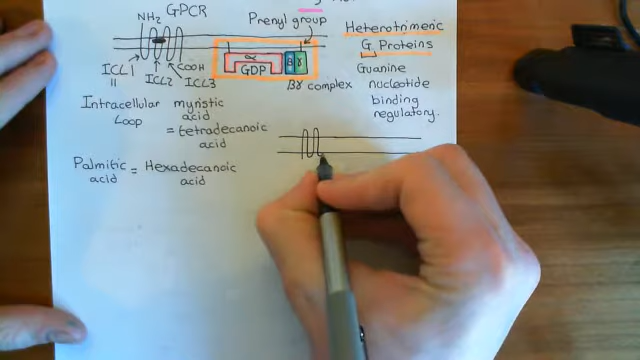 GPCR
NH2
Prenyl group
Heterotrimeric
G Proteins
α
GDP
β γ
COOH
ICL1
ICL2
ICL3
βγ complex
Guanine
nucleotide
binding
regulatory.
II
Intracellular
Loop
myristic
acid
= tetradecanoic
acid
Palmitic
acid
= Hexadecanoic
acid